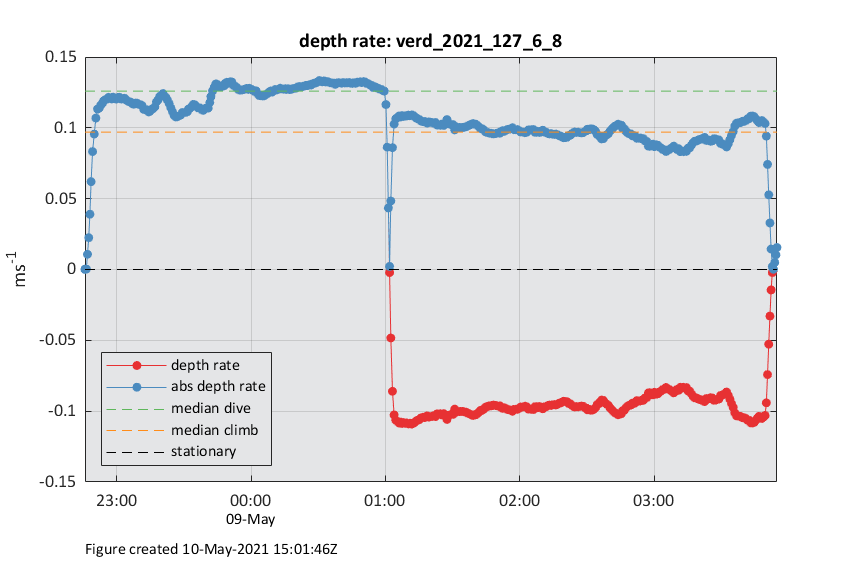 depth rate: verd_2021_127_6_8
0.15
0.1
0.05
0
-0.05
-0.1
-0.15
ms-1
depth rate
abs depth rate
median dive
median climb
stationary
23:00 00:00 01:00 02:00 03:00
09-May
Figure created 10-May-2021 15:01:46Z